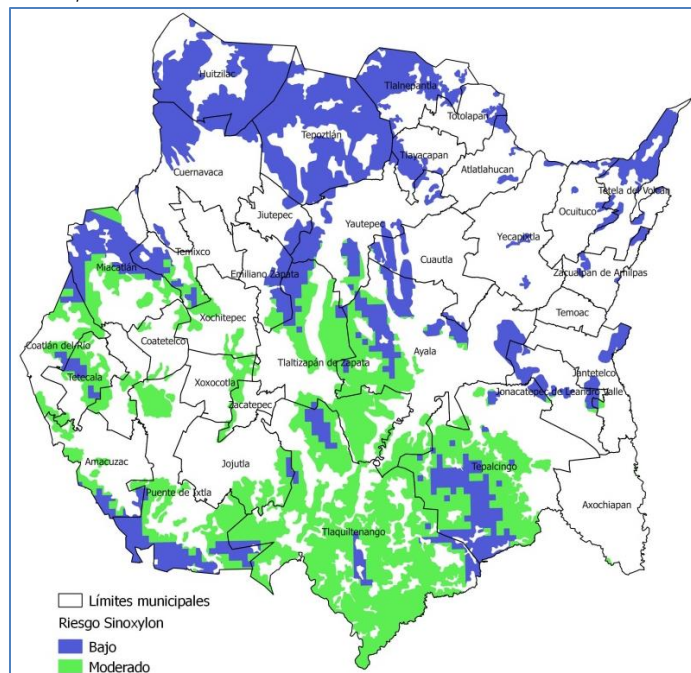 Huitzilac
Tlalnepantla
Tepoztlán
Totolapan
Tlayacapan
Atlatlahucan
Cuernavaca
Tetela del Volcán
Ocuituco
Jiutepec
Yautepec
Yecapixtla
Temixco
Cuautla
Miacatlán
Emiliano Zapata
Zacualpan de Amilpas
Xochitepec
Temoac
Coatlán del Río
Coatetelco
Tlaltizapán de Zapata
Ayala
Jantetelco
Tetecala
Xoxocotla
Jonacatepec de Leandro Valle
Zacatepec
Amacuzac
Jojutla
Tepalcingo
Puente de Ixtla
Axochiapan
Tlaquiltenango
Límites municipales
Riesgo Sinoxylon
Bajo
Moderado